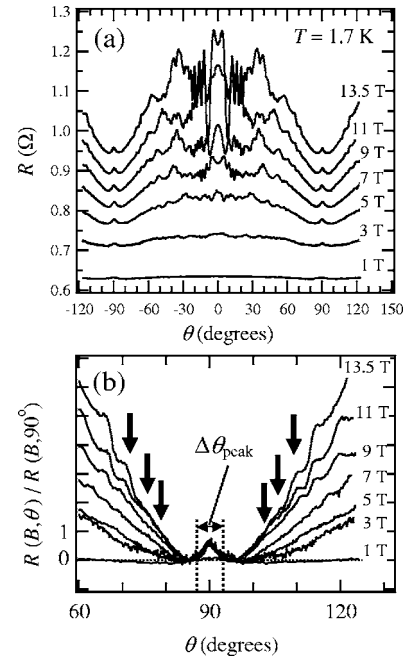 (a)
T = 1.7 K
1.3
1.2
1.1
1.0
0.9
0.8
0.7
0.6
R (Ω)
13.5 T
11 T
9 T
7 T
5 T
3 T
1 T
-120 -90 -60 -30 0 30 60 90 120 150
θ (degrees)
(b)
13.5 T
11 T
9 T
7 T
5 T
3 T
1 T
Δθpeak
R (B,θ) / R (B,90°)
1
0
60 90 120
θ (degrees)